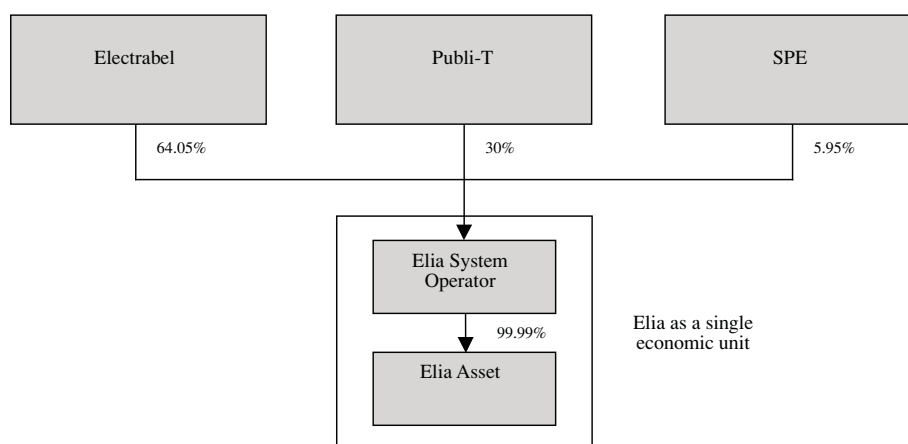 Electrabel
Publi-T
SPE
64.05%
30%
5.95%
Elia System
Operator
99.99%
Elia Asset
Elia as a single
economic unit